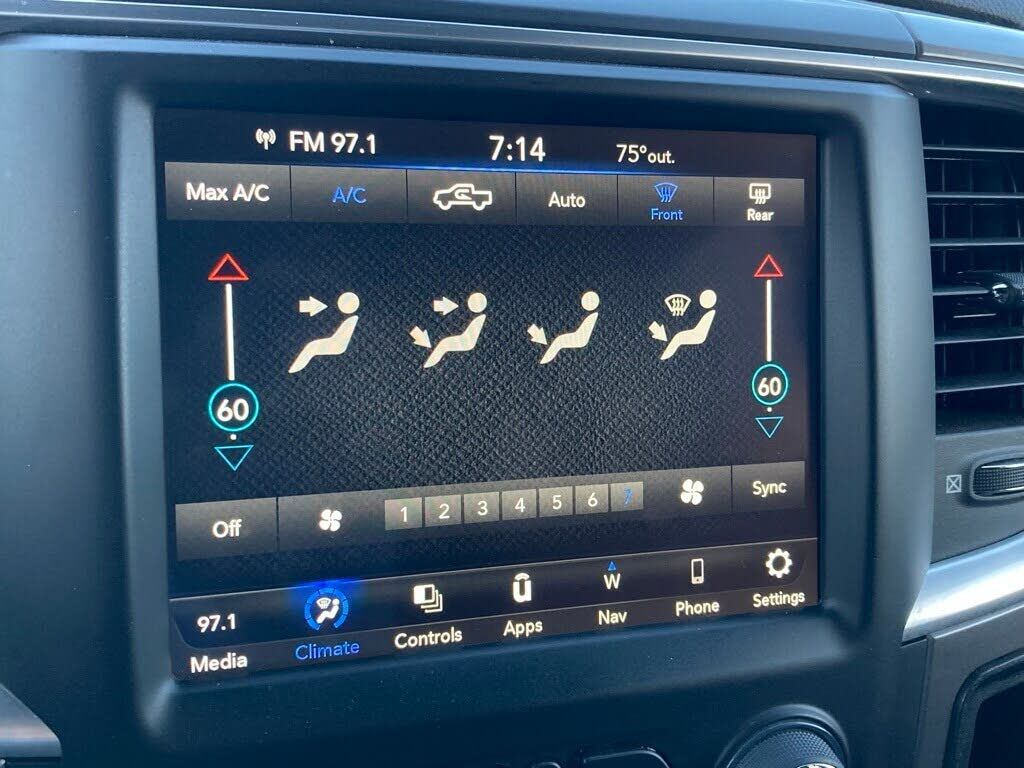 FM 97.1 7:14 75° out.
Max A/C A/C Auto Front Rear
60 60
Off 1 2 3 4 5 6 7 Sync
97.1 W
Media Climate Controls Apps Nav Phone Settings